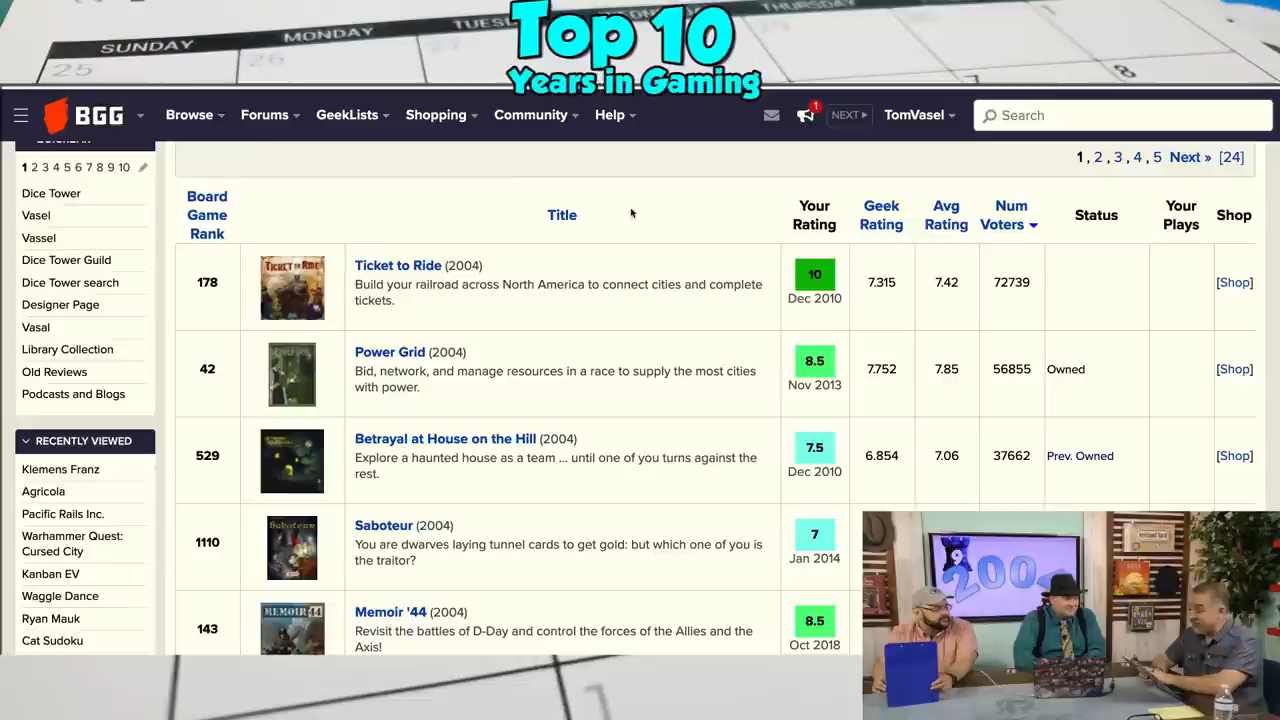 Top 10
Years in Gaming
SUNDAY
MONDAY
THURSDAY
25
26
8
BGG
Browse
Forums
GeekLists
Shopping
Community
Help
1
NEXT
TomVasel
Search
1 2 3 4 5 6 7 8 9 10
1 , 2 , 3 , 4 , 5 Next » [24]
Dice Tower
Vasel
Vassel
Dice Tower Guild
Dice Tower search
Designer Page
Vasal
Library Collection
Old Reviews
Podcasts and Blogs
RECENTLY VIEWED
Klemens Franz
Agricola
Pacific Rails Inc.
Warhammer Quest:
Cursed City
Kanban EV
Waggle Dance
Ryan Mauk
Cat Sudoku
Board
Game
Rank
Title
Your
Rating
Geek
Rating
Avg
Rating
Num
Voters
Status
Your
Plays
Shop
178
TICKET TO RIDE
Ticket to Ride (2004)
Build your railroad across North America to connect cities and complete
tickets.
10
Dec 2010
7.315
7.42
72739
[Shop]
42
Power Grid (2004)
Bid, network, and manage resources in a race to supply the most cities
with power.
8.5
Nov 2013
7.752
7.85
56855
Owned
[Shop]
529
Betrayal at House on the Hill (2004)
Explore a haunted house as a team ... until one of you turns against the
rest.
7.5
Dec 2010
6.854
7.06
37662
Prev. Owned
[Shop]
1110
Saboteur
Saboteur (2004)
You are dwarves laying tunnel cards to get gold: but which one of you is
the traitor?
7
Jan 2014
143
MEMOIR '44
Memoir '44 (2004)
Revisit the battles of D-Day and control the forces of the Allies and the
Axis!
8.5
Oct 2018
9